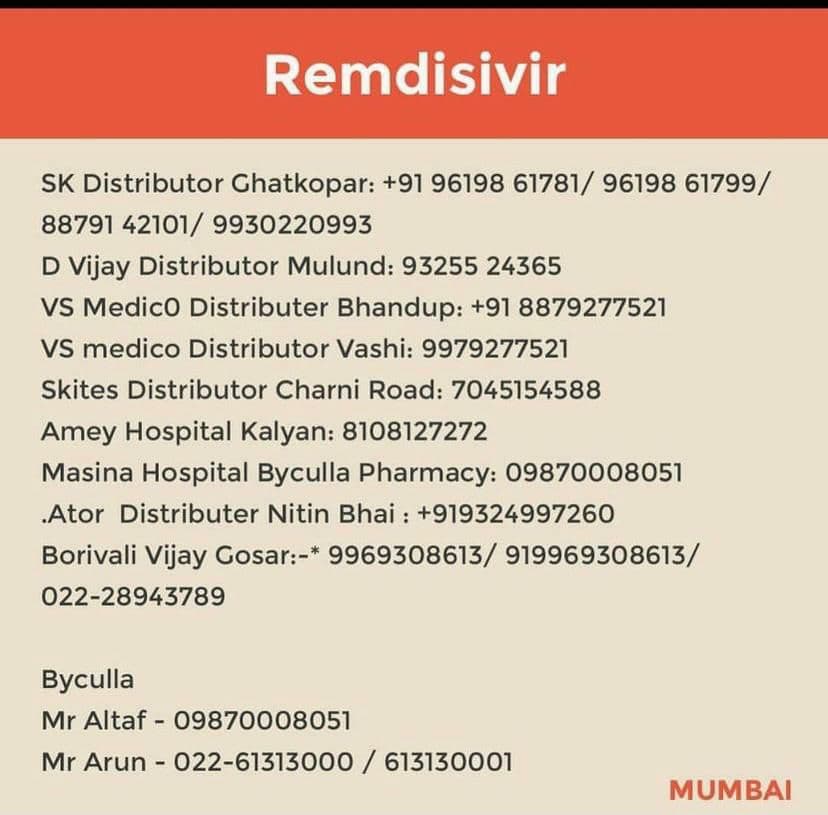 Remdisivir
SK Distributor Ghatkopar: +91 96198 61781/ 96198 61799/
88791 42101/ 9930220993
D Vijay Distributor Mulund: 93255 24365
VS Medic0 Distributer Bhandup: +91 8879277521
VS medico Distributor Vashi: 9979277521
Skites Distributor Charni Road: 7045154588
Amey Hospital Kalyan: 8108127272
Masina Hospital Byculla Pharmacy: 09870008051
.Ator  Distributer Nitin Bhai : +919324997260
Borivali Vijay Gosar:-* 9969308613/ 919969308613/
022-28943789
Byculla
Mr Altaf - 09870008051
Mr Arun - 022-61313000 / 613130001
MUMBAI